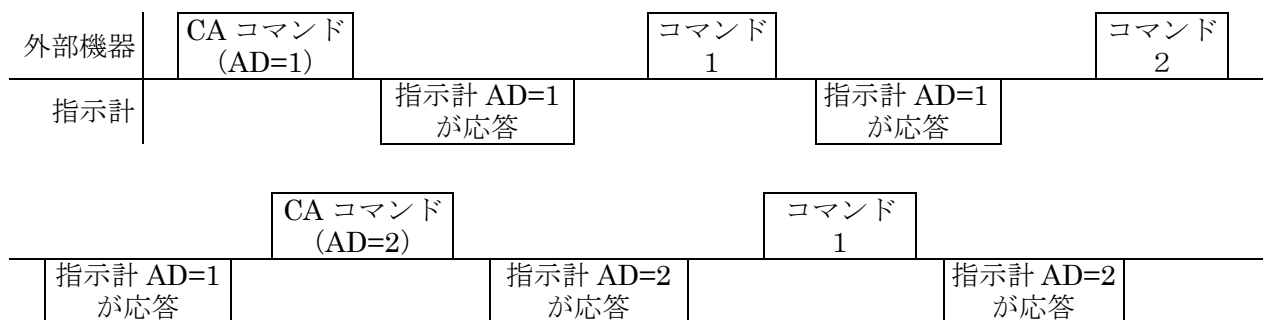 外部機器
CA コマンド
(AD=1)
コマンド
1
コマンド
2
指示計
指示計 AD=1
が応答
指示計 AD=1
が応答
CA コマンド
(AD=2)
コマンド
1
指示計 AD=1
が応答
指示計 AD=2
が応答
指示計 AD=2
が応答